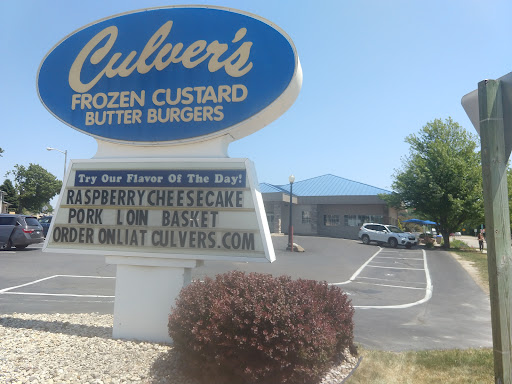 Culver's
FROZEN CUSTARD
BUTTER BURGERS
Try Our Flavor Of The Day!
RASPBERRY CHEESECAKE
PORK LOIN BASKET
ORDER ONLIAT CULVERS.COM